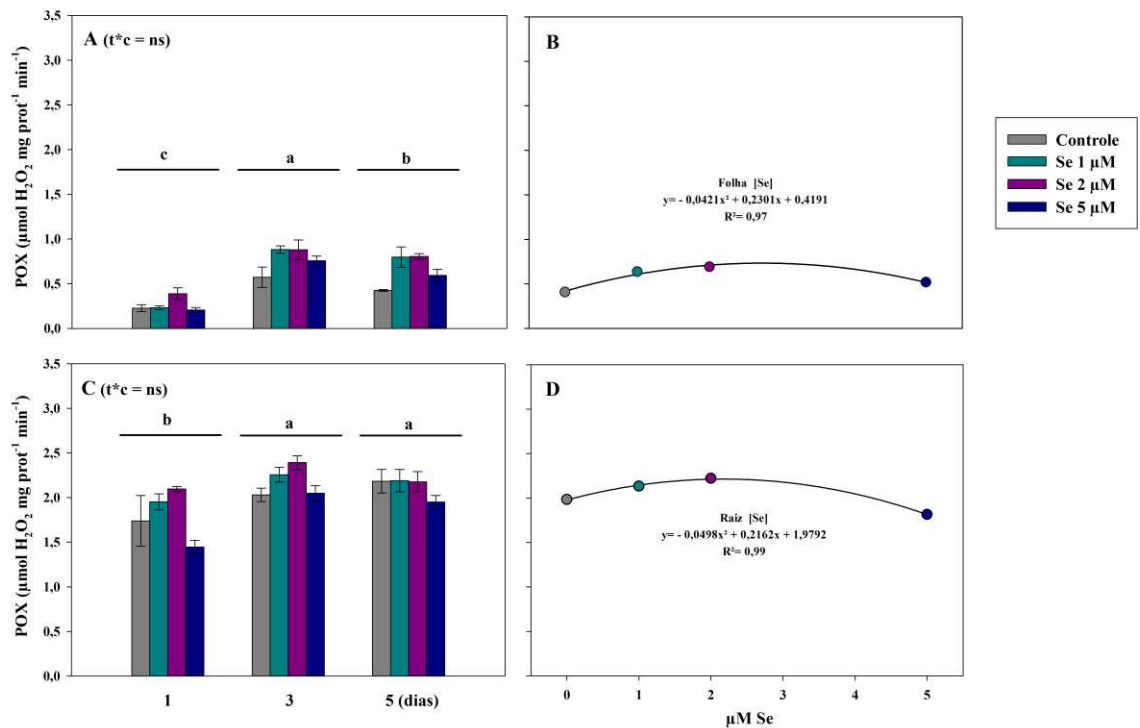 A (t*c = ns)
POX (µmol H₂O₂ mg prot⁻¹ min⁻¹)
3,5
3,0
2,5
2,0
1,5
1,0
0,5
0,0
c
a
b
B
Folha [Se]
y= - 0,0421x² + 0,2301x + 0,4191
R²= 0,97
Controle
Se 1 µM
Se 2 µM
Se 5 µM
C (t*c = ns)
POX (µmol H₂O₂ mg prot⁻¹ min⁻¹)
3,5
3,0
2,5
2,0
1,5
1,0
0,5
0,0
b
a
a
1 3 5 (dias)
D
Raiz [Se]
y= - 0,0498x² + 0,2162x + 1,9792
R²= 0,99
0 1 2 3 4 5
µM Se